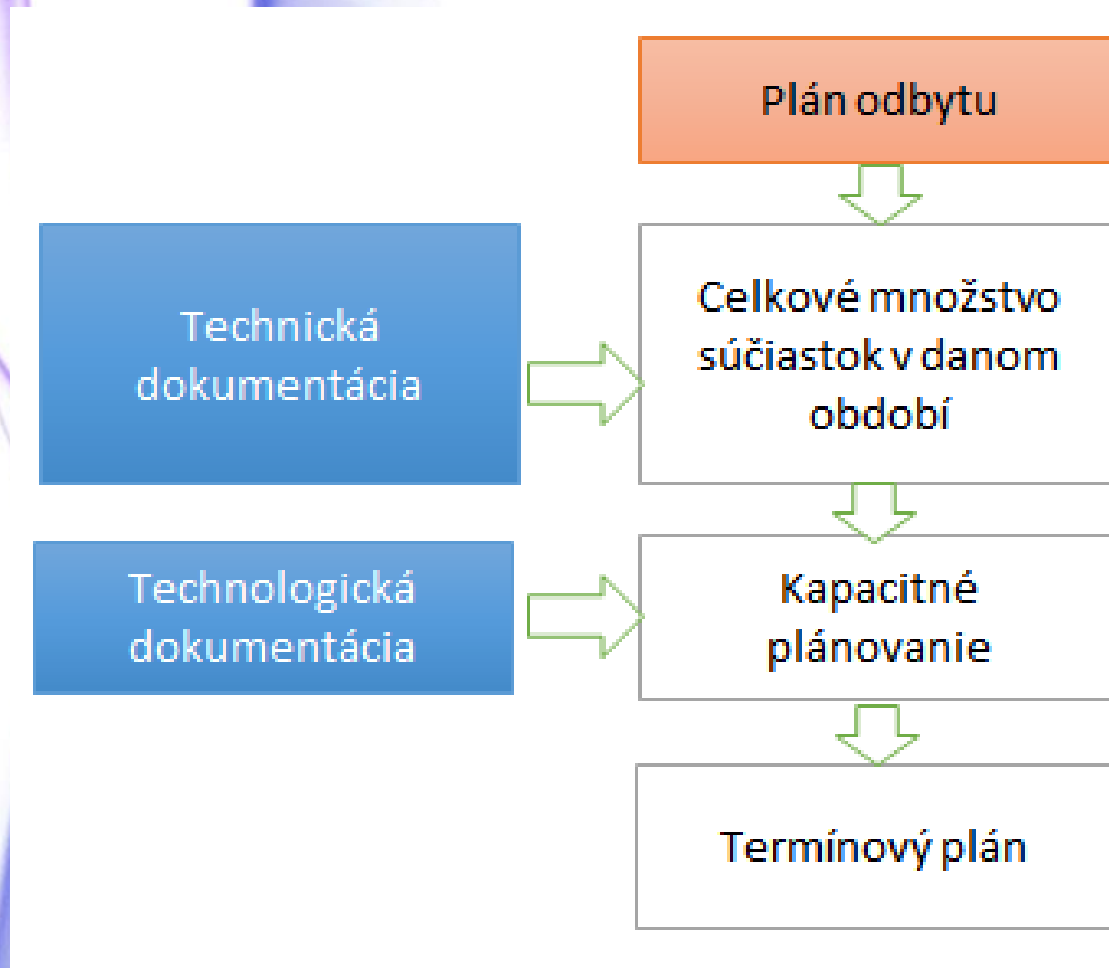 Plán odbytu
Technická
dokumentácia
Celkové množstvo
súčiastok v danom
období
Technologická
dokumentácia
Kapacitné
plánovanie
Termínový plán